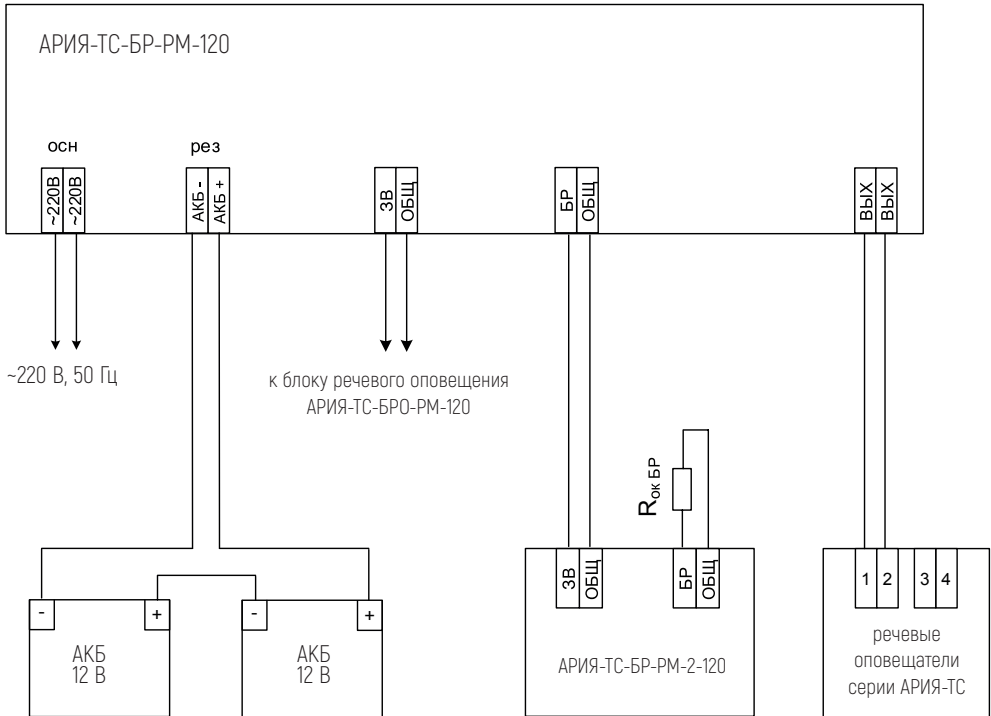 АРИЯ-ТС-БР-РМ-120
осн
рез
~220В
~220В
АКБ -
АКБ +
ЗВ
ОБЩ
БР
ОБЩ
ВЫХ
ВЫХ
~220 В, 50 Гц
к блоку речевого оповещения
АРИЯ-ТС-БРО-РМ-120
Rок БР
ЗВ
ОБЩ
БР
ОБЩ
1
2
3
4
-
+
-
+
АКБ
12 В
АКБ
12 В
АРИЯ-ТС-БР-РМ-2-120
речевые
оповещатели
серии АРИЯ-ТС